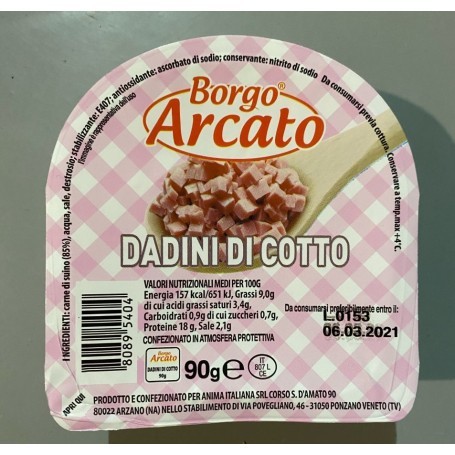 I INGREDIENTI: carne di suino (85%), acqua, sale, destrosio; stabilizzante: E407; antiossidante: ascorbato di sodio; conservante: nitrito di sodio
l'immagine è rappresentativa dell'uso
Da consumarsi previa cottura.
Conservare a
temp.max +4°C.
Borgo®
Arcato
DADINI DI COTTO
VALORI NUTRIZIONALI MEDI PER 100G
Energia 157 kcal/651 kJ, Grassi 9,0g
di cui acidi grassi saturi 3,4g,
Carboidrati 0,9g di cui zuccheri 0,7g,
Proteine 18 g, Sale 2,1g
CONFEZIONATO IN ATMOSFERA PROTETTIVA
80895404
Da consumarsi preferibilmente entro il:
L.0153
06.03.2021
Borgo
Arcato
DADINI DI COTTO
90g
90g e
IT
807 L
CE
APRI QUI
PRODOTTO E CONFEZIONATO PER ANIMA ITALIANA SRL CORSO S. D'AMATO 90
80022 ARZANO (NA) NELLO STABILIMENTO DI VIA POVEGLIANO, 46 -31050 PONZANO VENETO (TV)